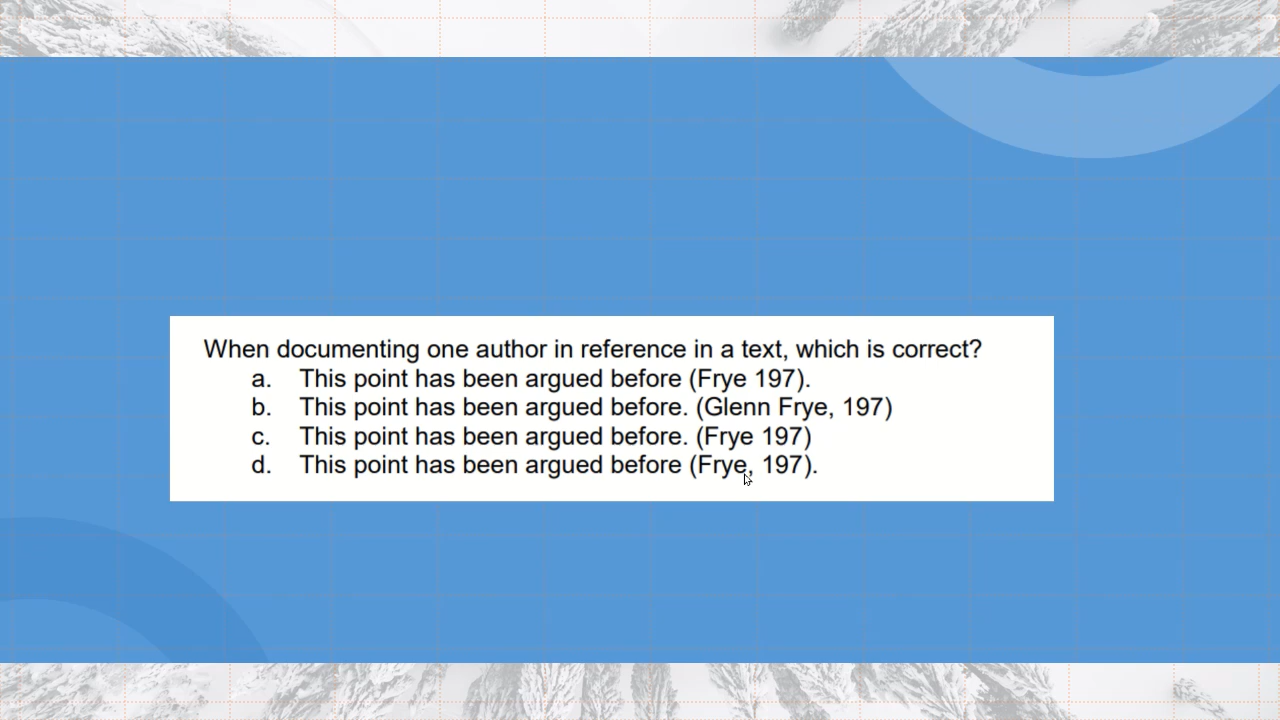 When documenting one author in reference in a text, which is correct?
a. This point has been argued before (Frye 197).
b. This point has been argued before. (Glenn Frye, 197)
c. This point has been argued before. (Frye 197)
d. This point has been argued before (Frye, 197).